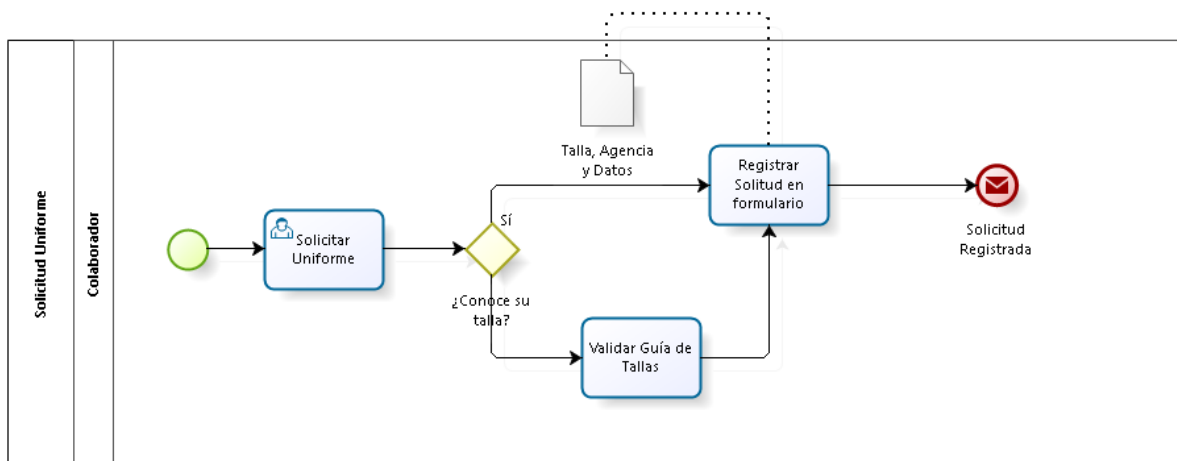 Solicitud Uniforme
Colaborador
Solicitar
Uniforme
¿Conoce su
talla?
Sí
Talla, Agencia
y Datos
Validar Guía de
Tallas
Registrar
Solitud en
formulario
Solicitud
Registrada